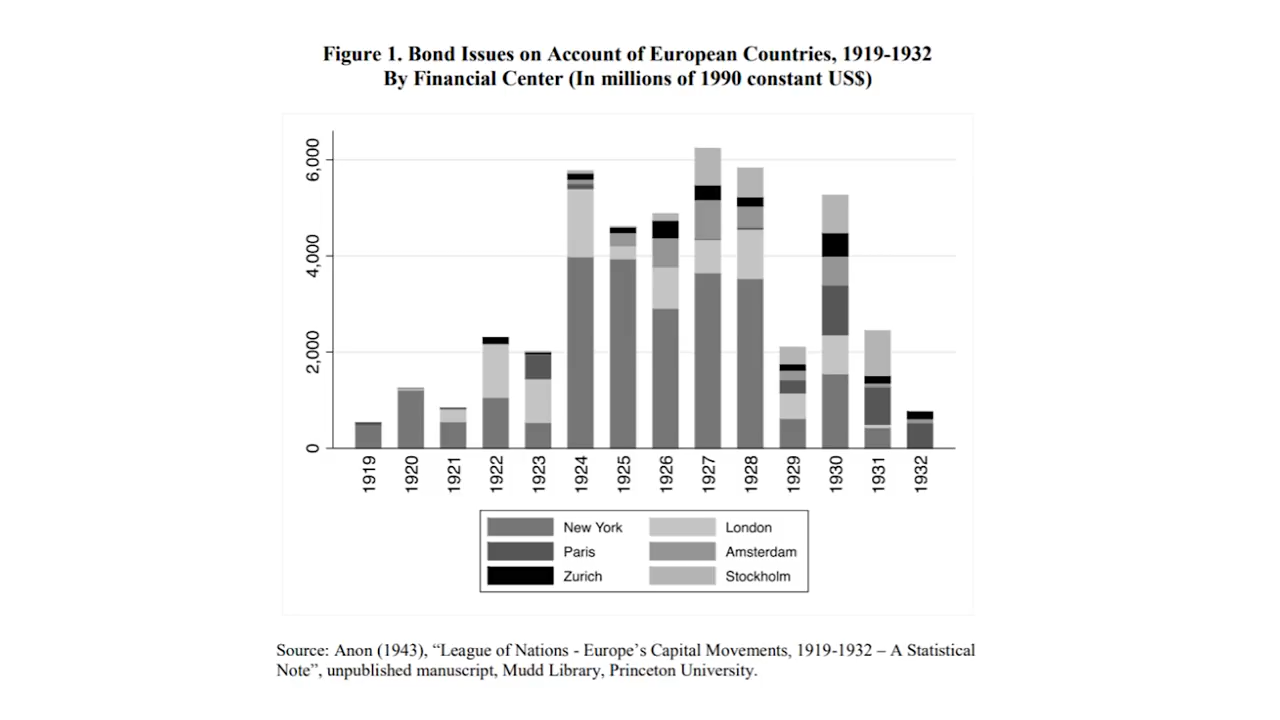 Figure 1. Bond Issues on Account of European Countries, 1919-1932
By Financial Center (In millions of 1990 constant US$)
6,000
4,000
2,000
0
1919 1920 1921 1922 1923 1924 1925 1926 1927 1928 1929 1930 1931 1932
New York London
Paris Amsterdam
Zurich Stockholm
Source: Anon (1943), “League of Nations - Europe’s Capital Movements, 1919-1932 – A Statistical
Note”, unpublished manuscript, Mudd Library, Princeton University.